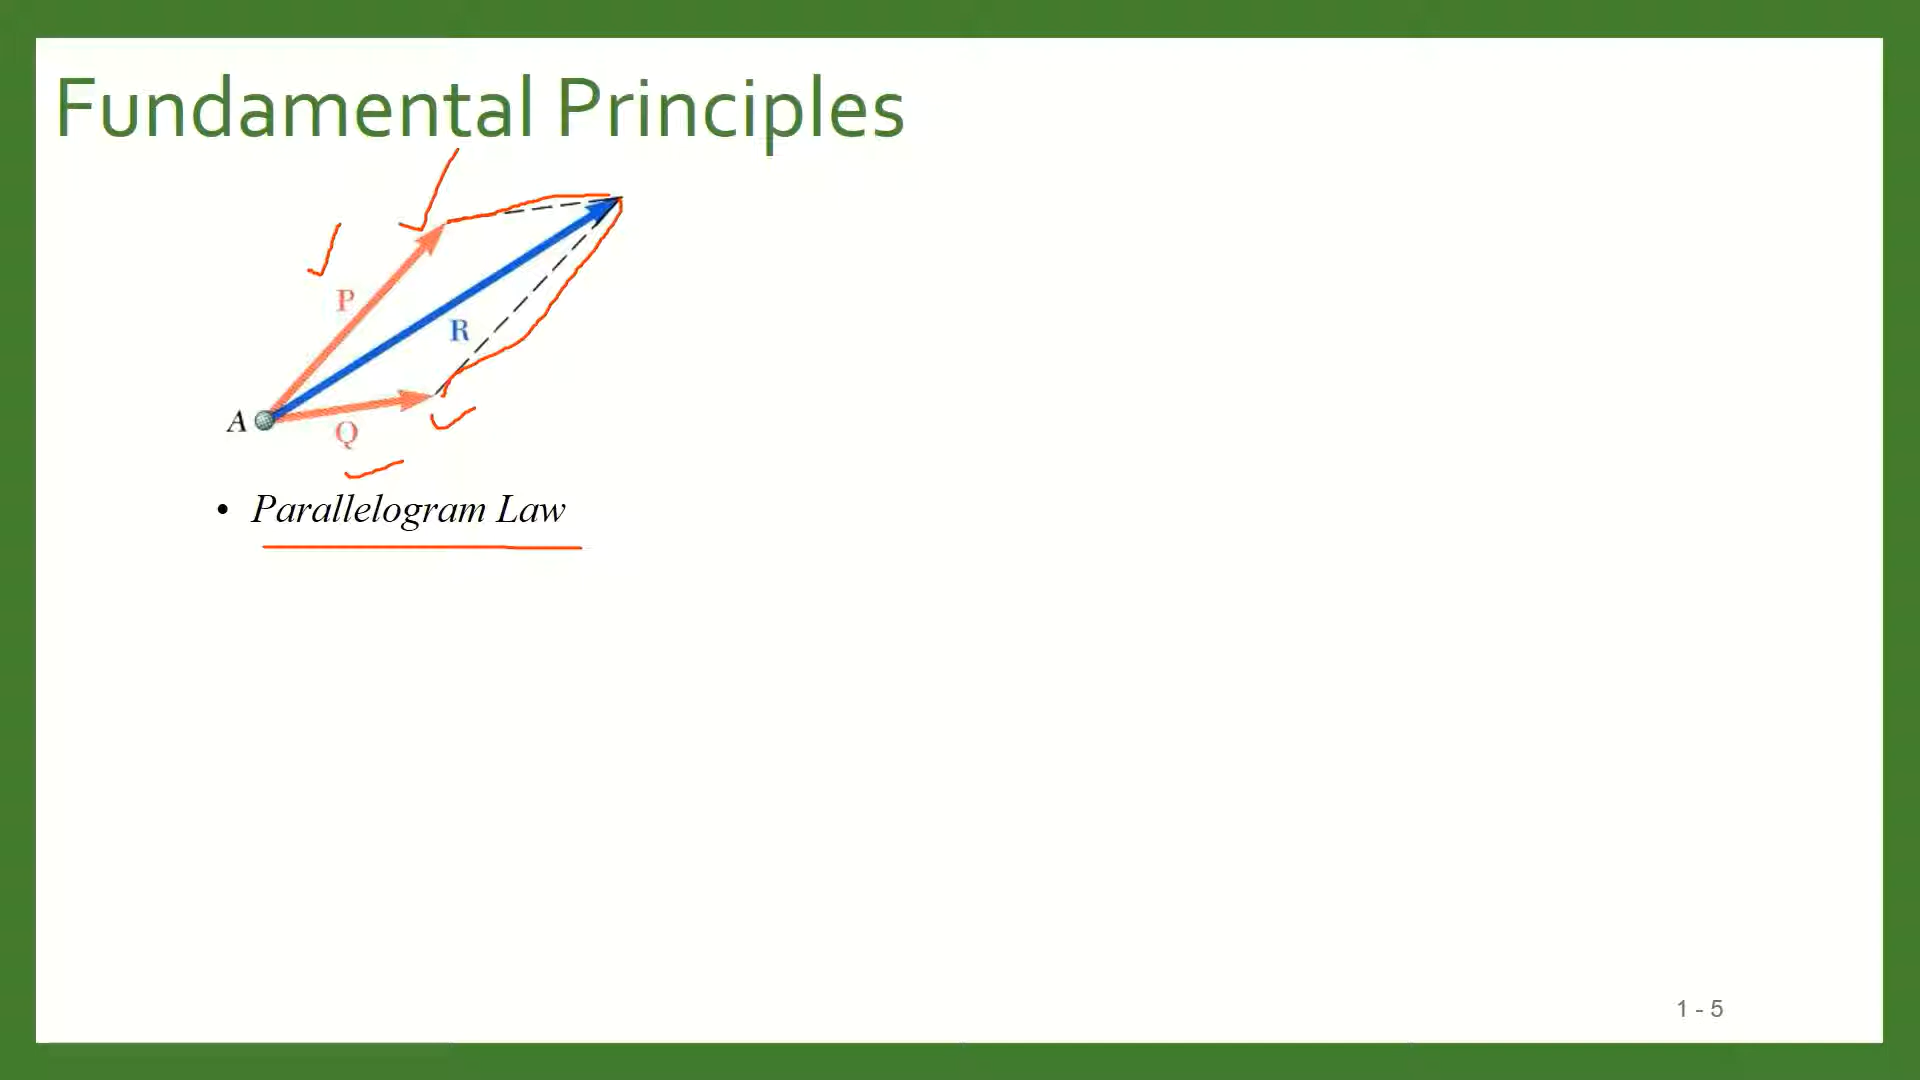 Fundamental Principles
P
R
A
Q
• Parallelogram Law
1 - 5